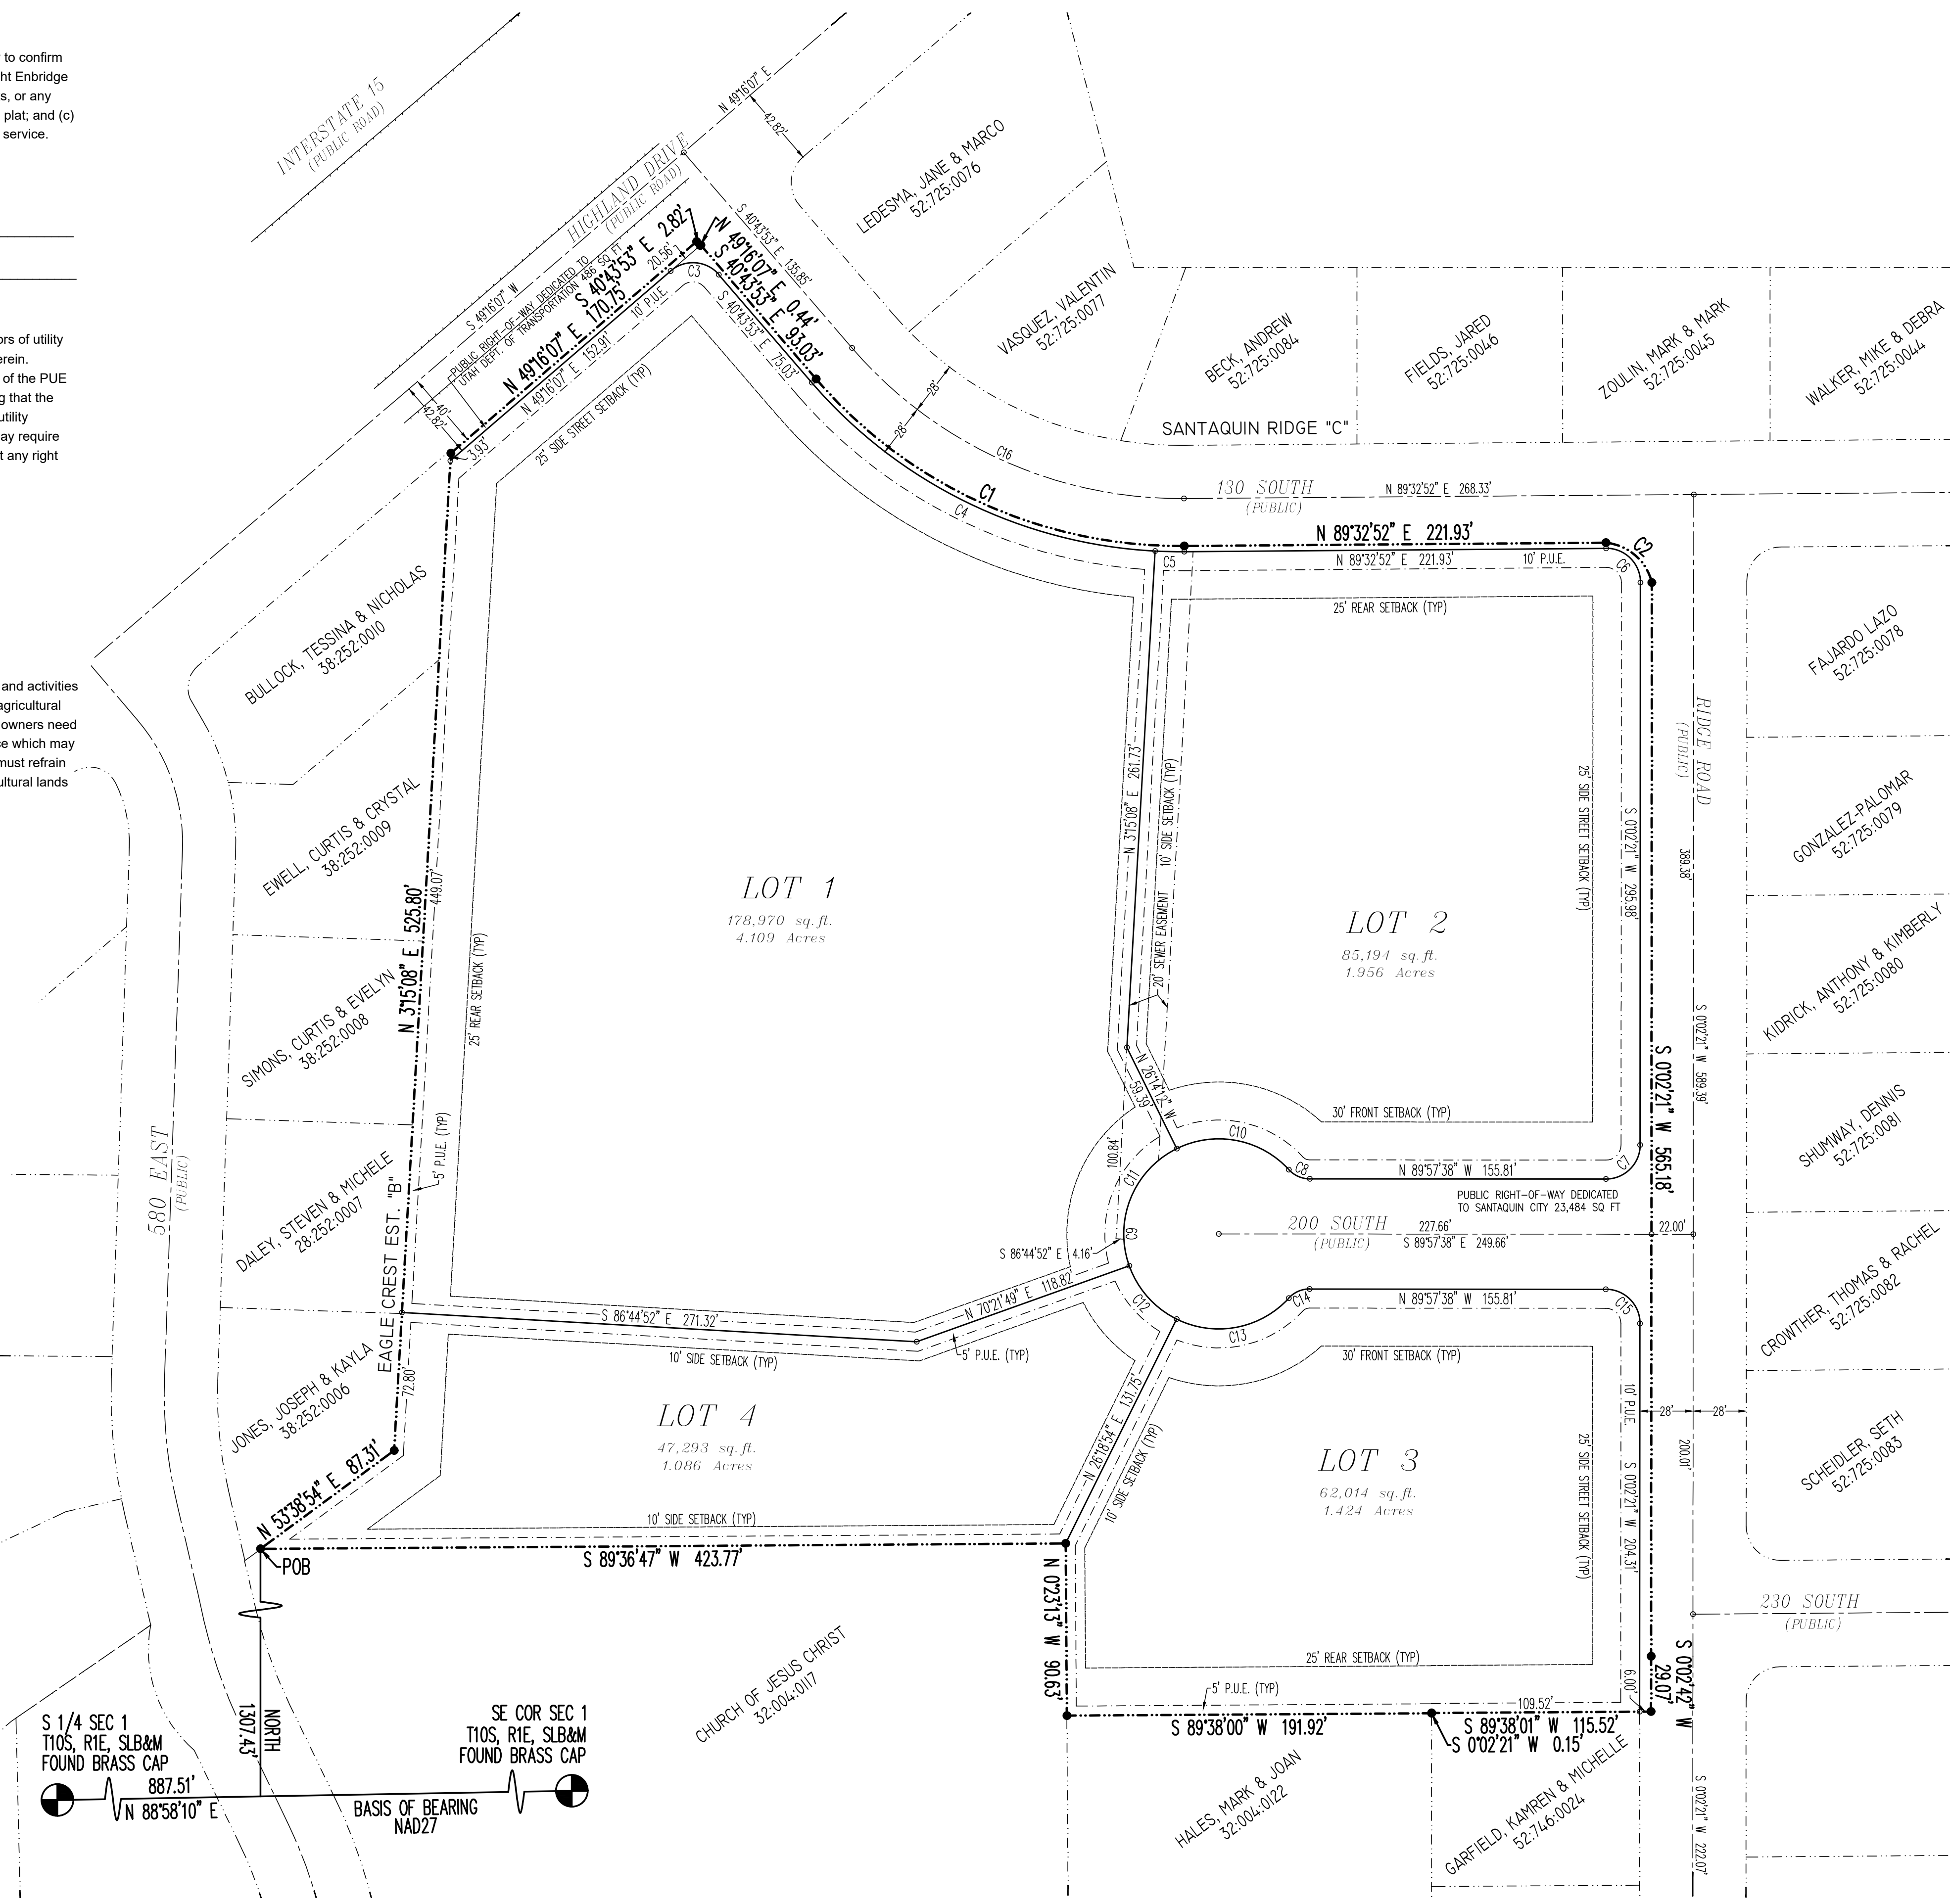 to confirm
ht Enbridge
s, or any
plat; and (c)
service.
ors of utility
erein.
of the PUE
g that the
utility
ay require
t any right
and activities
agricultural
owners need
ce which may
must refrain
ultural lands
INTERSTATE 15
(PUBLIC ROAD)
HIGHLAND DRIVE
(PUBLIC ROAD)
N 49°16'07" E
42.82'
S 49°16'07" W
S 40°43'53" E 135.85'
PUBLIC RIGHT-OF-WAY DEDICATED TO
UTAH DEPT. OF TRANSPORTATION 486 SQ FT
S 40°43'53" E 2.82'
N 49°16'07" E 0.44'
S 40°43'53" E 93.03'
N 49°16'07" E 170.75'
20.56'
C3
10' P.U.E.
N 49°16'07" E 152.91'
S 40°43'53" E 75.03'
25' SIDE STREET SETBACK (TYP)
40'
42.82'
3.93'
LEDESMA, JANE & MARCO
52:725:0076
VASQUEZ, VALENTIN
52:725:0077
BECK, ANDREW
52:725:0084
FIELDS, JARED
52:725:0046
ZOULIN, MARK & MARK
52:725:0045
WALKER, MIKE & DEBRA
52:725:0044
SANTAQUIN RIDGE "C"
28'
28'
C16
C1
C4
C5
130 SOUTH
(PUBLIC)
N 89°32'52" E 268.33'
N 89°32'52" E 221.93'
N 89°32'52" E 221.93'
10' P.U.E.
C2
C6
25' REAR SETBACK (TYP)
BULLOCK, TESSINA & NICHOLAS
38:252:0010
EWELL, CURTIS & CRYSTAL
38:252:0009
SIMONS, CURTIS & EVELYN
38:252:0008
DALEY, STEVEN & MICHELE
28:252:0007
JONES, JOSEPH & KAYLA
38:252:0006
EAGLE CREST EST. "B"
580 EAST
(PUBLIC)
N 3°15'08" E 525.80'
449.07'
25' REAR SETBACK (TYP)
5' P.U.E. (TYP)
72.80'
N 53°38'54" E 87.31'
LOT 1
178,970 sq.ft.
4.109 Acres
N 3°15'08" E 261.73'
10' SIDE SETBACK (TYP)
20' SEWER EASEMENT
N 26°14'12" W
59.39'
100.84'
LOT 2
85,194 sq.ft.
1.956 Acres
25' SIDE STREET SETBACK (TYP)
S 0°02'21" W 295.98'
30' FRONT SETBACK (TYP)
RIDGE ROAD
(PUBLIC)
389.38'
S 0°02'21" W 589.39'
S 0°02'21" W 565.18'
FAJARDO LAZO
52:725:0078
GONZALEZ-PALOMAR
52:725:0079
KIDRICK, ANTHONY & KIMBERLY
52:725:0080
SHUMWAY, DENNIS
52:725:0081
CROWTHER, THOMAS & RACHEL
52:725:0082
SCHEIDLER, SETH
52:725:0083
C10
C8
C11
C9
C7
N 89°57'38" W 155.81'
PUBLIC RIGHT-OF-WAY DEDICATED
TO SANTAQUIN CITY 23,484 SQ FT
200 SOUTH
(PUBLIC)
227.66'
S 89°57'38" E 249.66'
22.00'
S 86°44'52" E 4.16'
N 70°21'49" E 118.82'
S 86°44'52" E 271.32'
10' SIDE SETBACK (TYP)
5' P.U.E. (TYP)
C12
C13
C14
C15
N 89°57'38" W 155.81'
30' FRONT SETBACK (TYP)
N 26°18'54" E 131.75'
10' SIDE SETBACK (TYP)
LOT 4
47,293 sq.ft.
1.086 Acres
10' SIDE SETBACK (TYP)
S 89°36'47" W 423.77'
POB
LOT 3
62,014 sq.ft.
1.424 Acres
25' SIDE STREET SETBACK (TYP)
10' P.U.E.
S 0°02'21" W 204.31'
28'
28'
200.01'
230 SOUTH
(PUBLIC)
N 0°23'13" W 90.63'
25' REAR SETBACK (TYP)
5' P.U.E. (TYP)
6.00'
S 0°02'42" W
29.07'
109.52'
S 89°38'00" W 191.92'
S 89°38'01" W 115.52'
S 0°02'21" W 0.15'
S 0°02'21" W 222.07'
CHURCH OF JESUS CHRIST
32:004:0117
HALES, MARK & JOAN
32:004:0122
GARFIELD, KAMREN & MICHELLE
52:746:0024
NORTH
1307.43'
S 1/4 SEC 1
T10S, R1E, SLB&M
FOUND BRASS CAP
887.51'
N 88°58'10" E
SE COR SEC 1
T10S, R1E, SLB&M
FOUND BRASS CAP
BASIS OF BEARING
NAD27